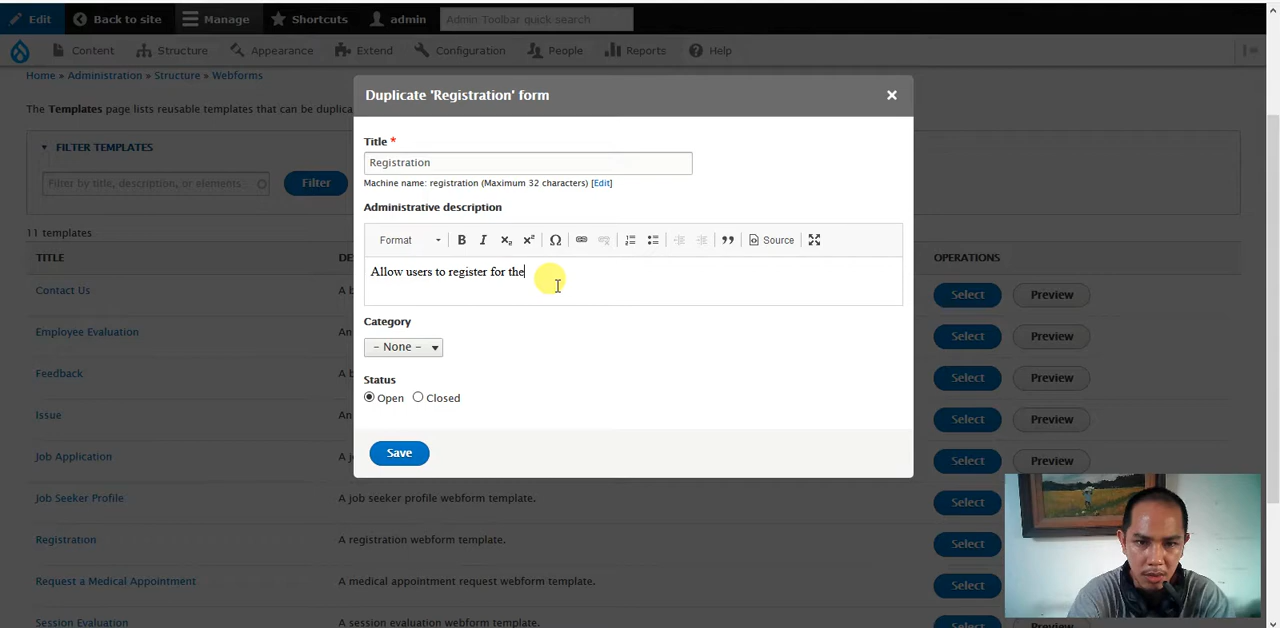 Edit Back to site Manage Shortcuts admin Admin Toolbar quick search
Content Structure Appearance Extend Configuration People Reports Help
Home » Administration » Structure » Webforms
The Templates page lists reusable templates that can be duplica
FILTER TEMPLATES
Filter by title, description, or elements Filter
11 templates
TITLE DE OPERATIONS
Contact Us A b Select Preview
Employee Evaluation An Select Preview
Feedback A Select Preview
Issue An Select Preview
Job Application A jo Select Preview
Job Seeker Profile A job seeker profile webform template. Select
Registration A registration webform template. Select
Request a Medical Appointment A medical appointment request webform template. Select
Session Evaluation A session evaluation webform template.
Duplicate 'Registration' form
Title *
Registration
Machine name: registration (Maximum 32 characters) [Edit]
Administrative description
Format B I x₂ x² Ω Source
Allow users to register for the
Category
- None -
Status
Open Closed
Save